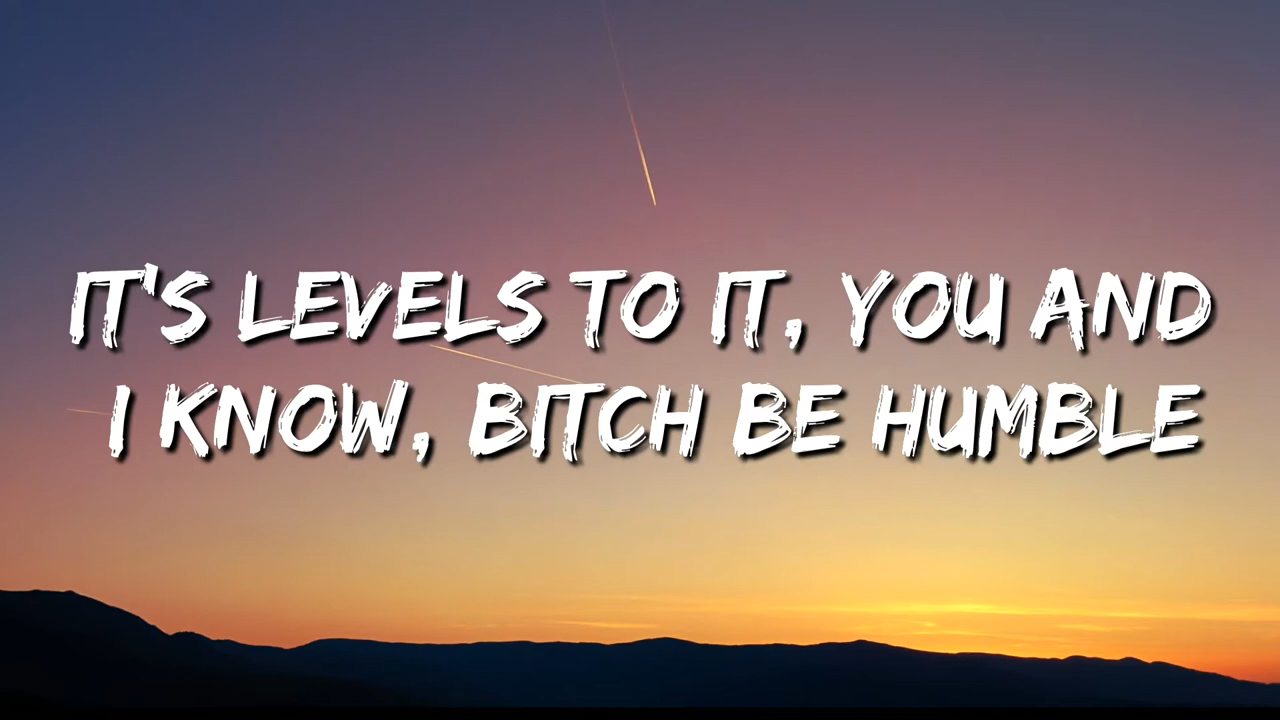 IT'S LEVELS TO IT, YOU AND
I KNOW, BITCH BE HUMBLE